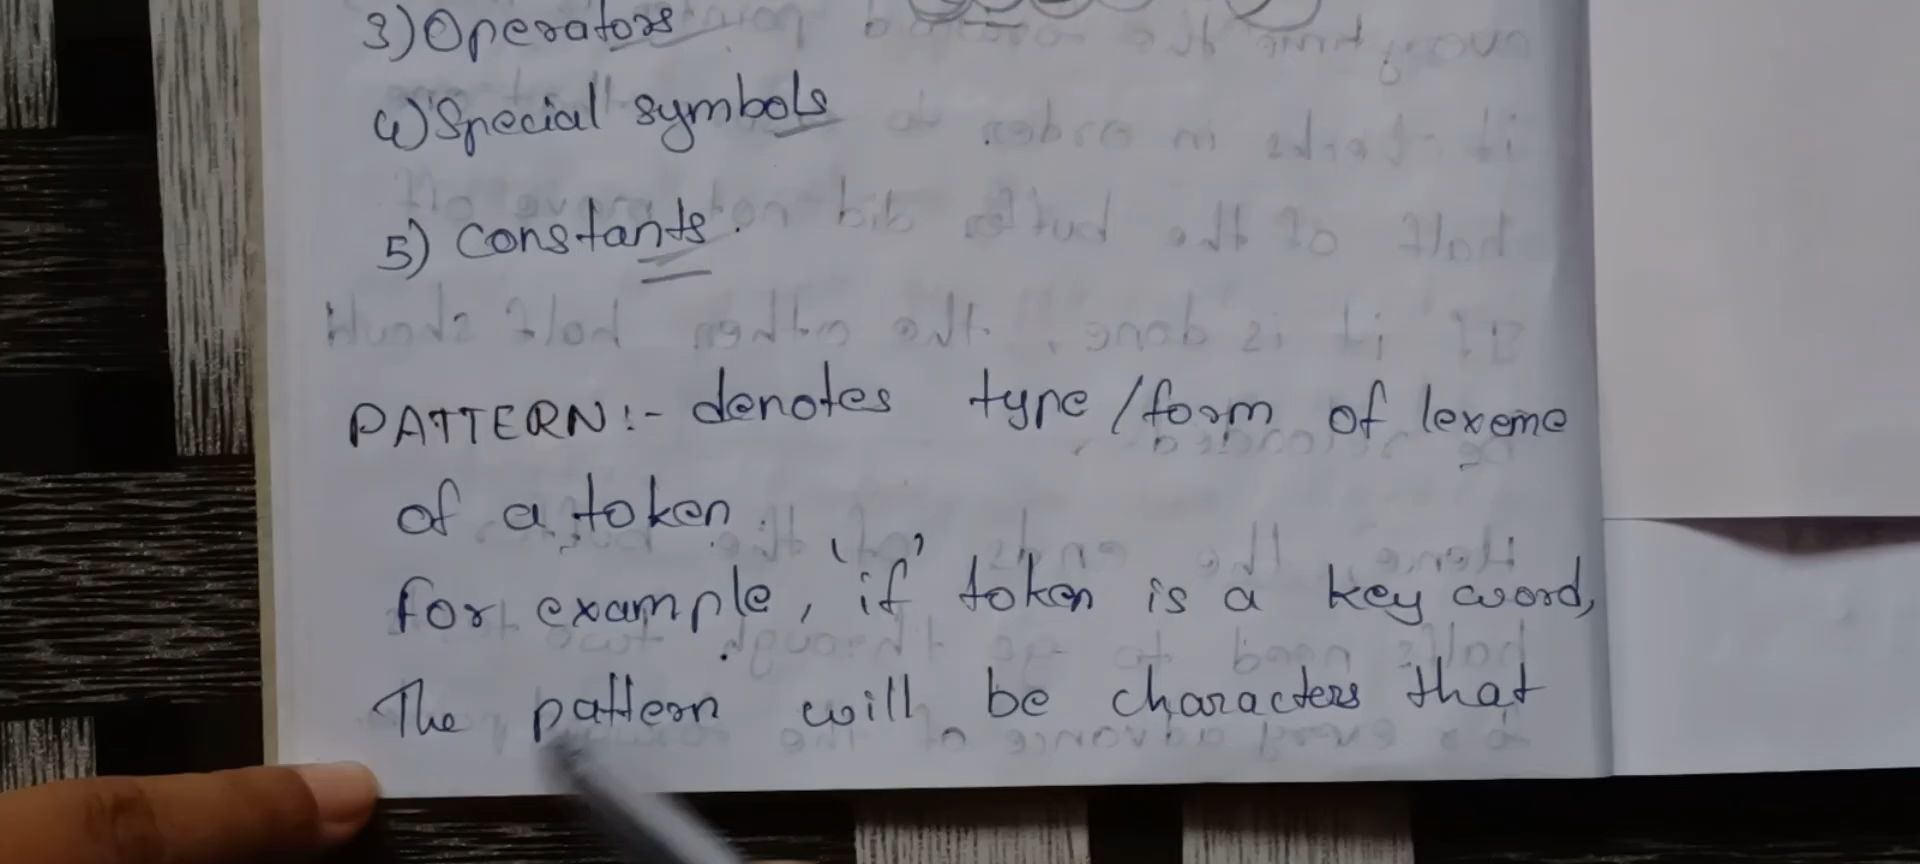 3) Operators
4) Special symbols
5) Constants.
PATTERN:- denotes type/form of lexeme
of a token.
for example, 'if' token is a key word,
The pattern will be characters that